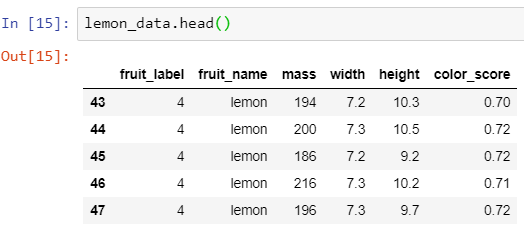 In [15]: lemon_data.head()
Out[15]:
fruit_label fruit_name mass width height color_score
43 4 lemon 194 7.2 10.3 0.70
44 4 lemon 200 7.3 10.5 0.72
45 4 lemon 186 7.2 9.2 0.72
46 4 lemon 216 7.3 10.2 0.71
47 4 lemon 196 7.3 9.7 0.72